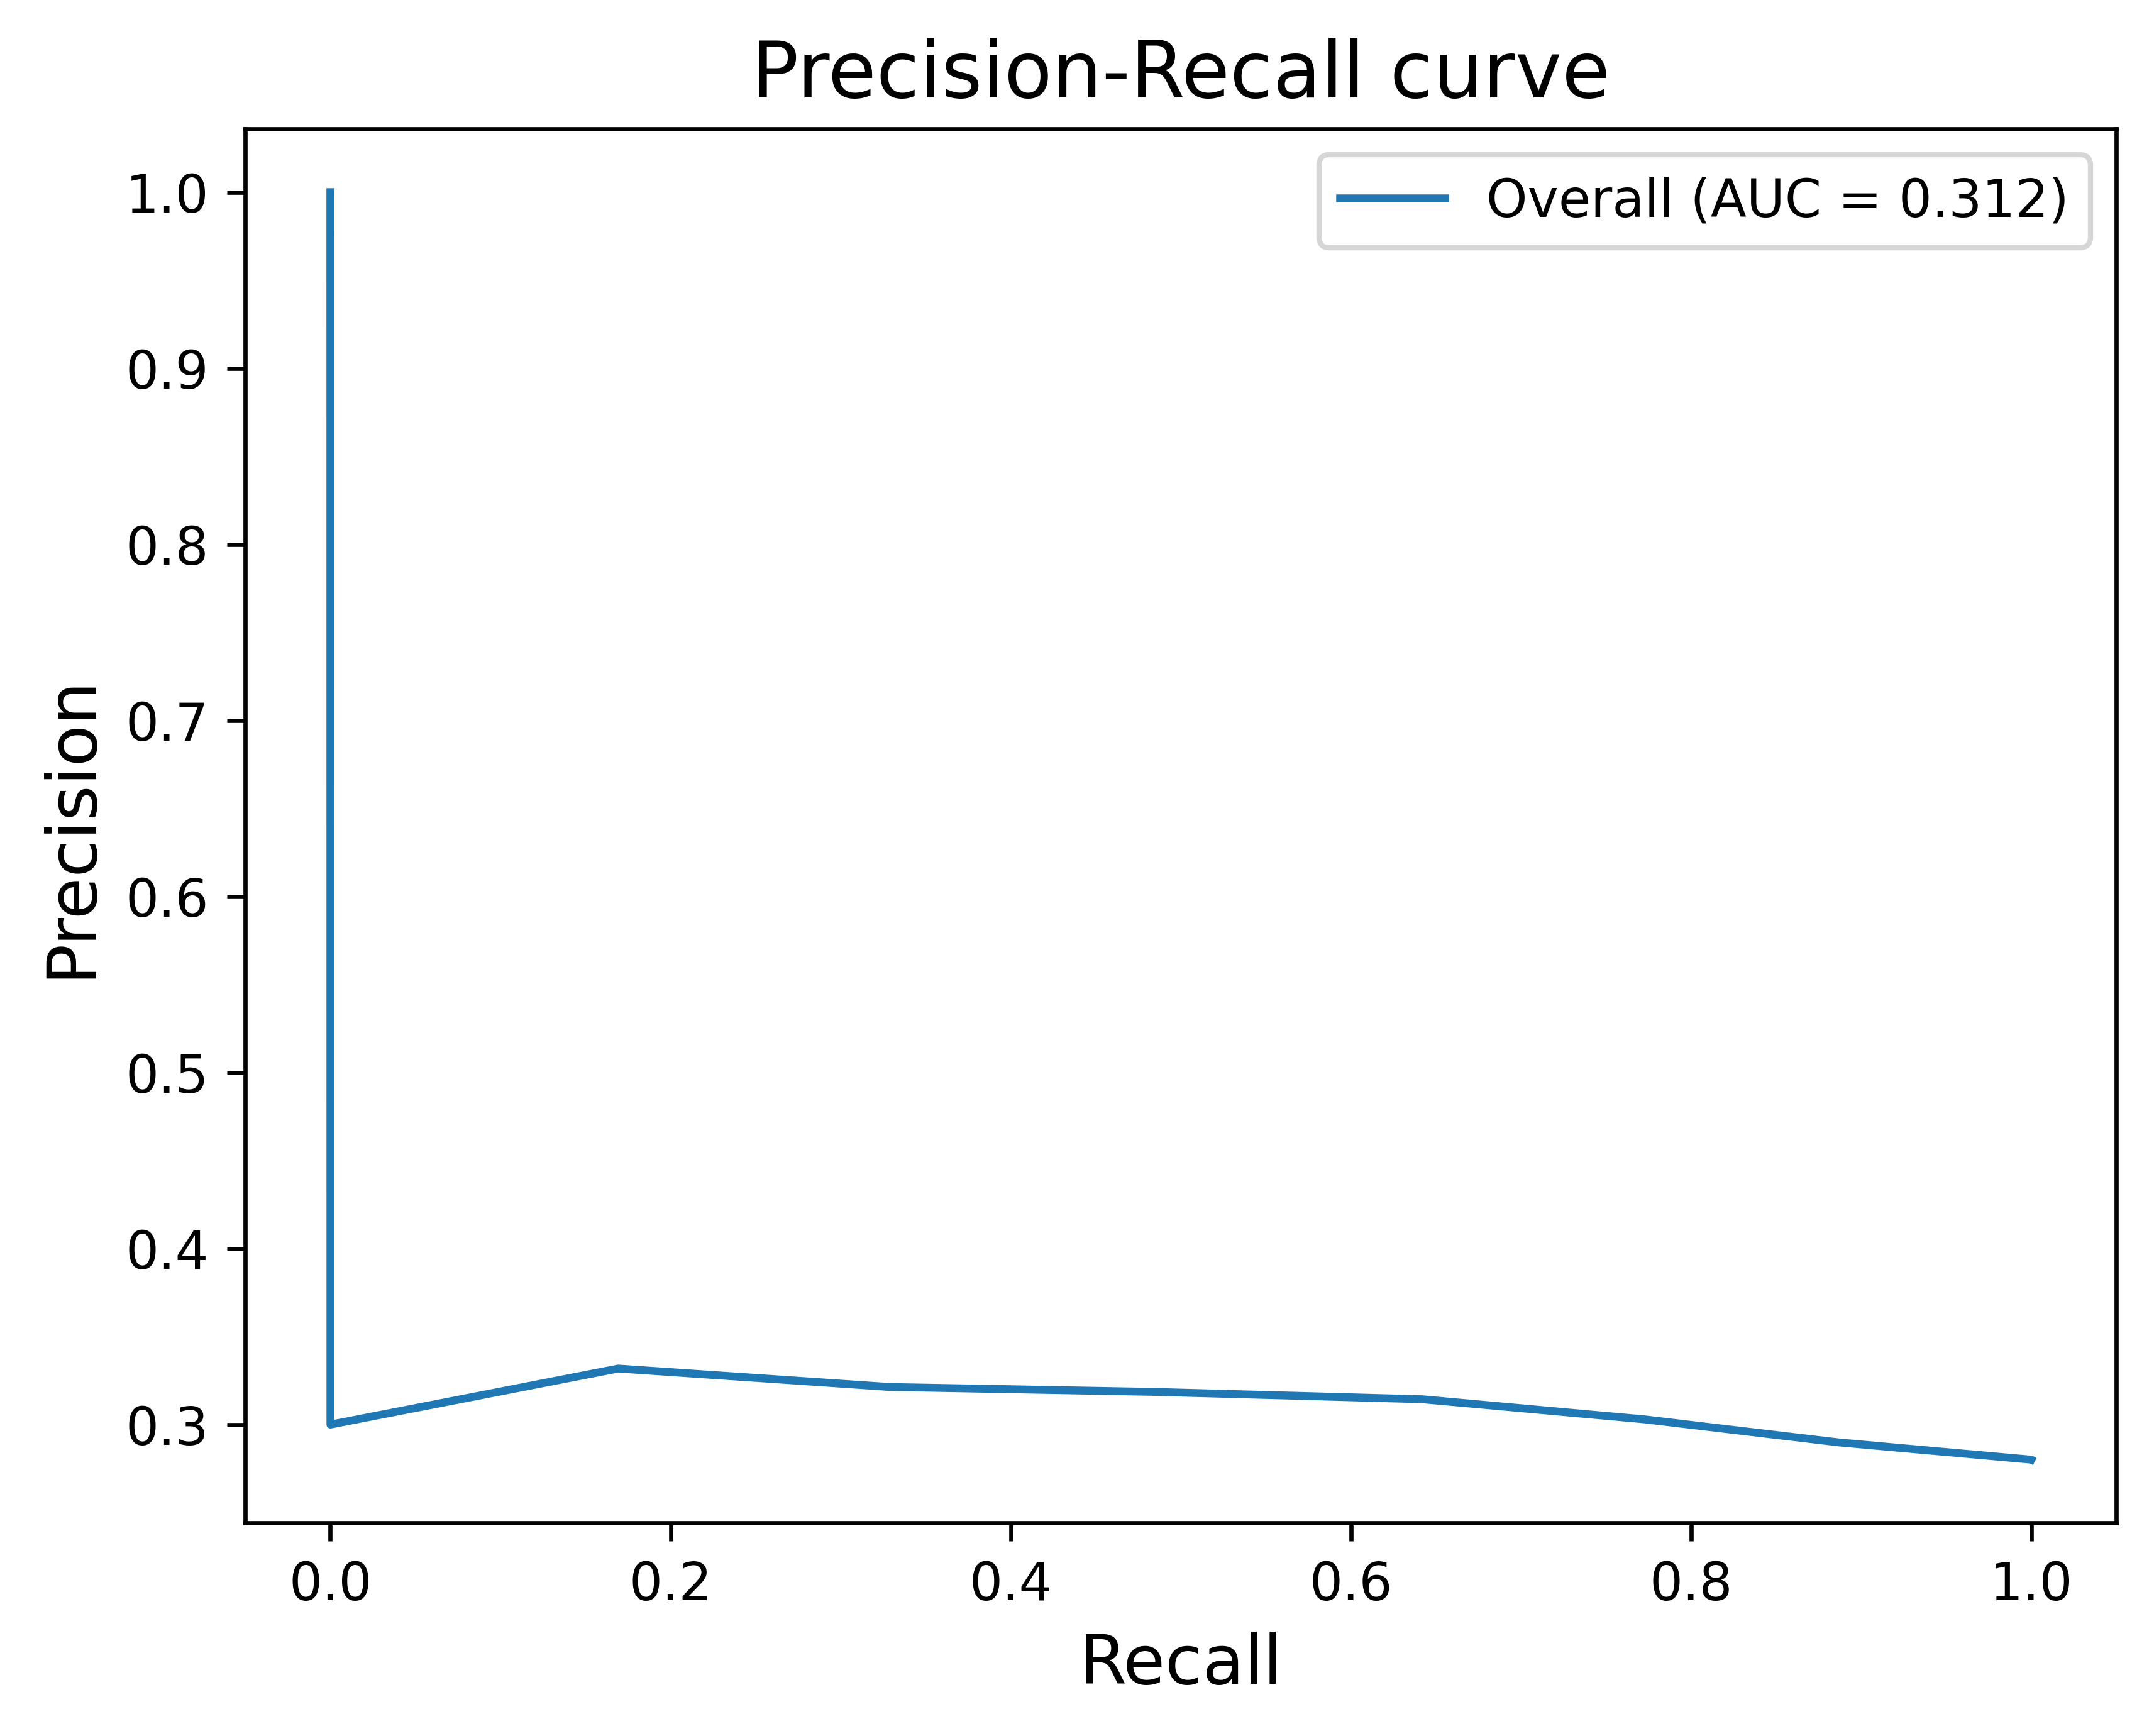 Precision-Recall curve
Overall (AUC = 0.312)
1.0
0.9
0.8
0.7
0.6
0.5
0.4
0.3
Precision
0.0 0.2 0.4 0.6 0.8 1.0
Recall